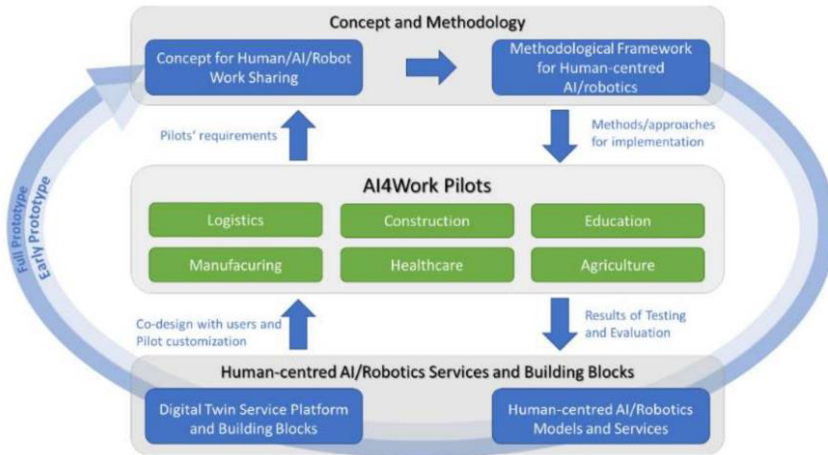 Concept and Methodology
Concept for Human/AI/Robot
Work Sharing
Methodological Framework
for Human-centred
AI/robotics
Pilots' requirements
Methods/approaches
for implementation
AI4Work Pilots
Logistics
Construction
Education
Manufacuring
Healthcare
Agriculture
Full Prototype
Early Prototype
Co-design with users and
Pilot customization
Results of Testing
and Evaluation
Human-centred AI/Robotics Services and Building Blocks
Digital Twin Service Platform
and Building Blocks
Human-centred AI/Robotics
Models and Services